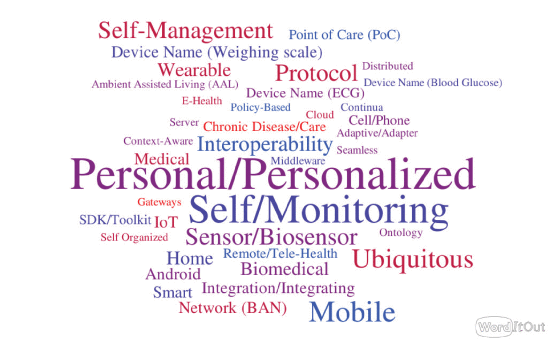 Self-Management
Point of Care (PoC)
Device Name (Weighing scale)
Wearable
Protocol
Distributed
Ambient Assisted Living (AAL)
Device Name (Blood Glucose)
Device Name (ECG)
E-Health
Policy-Based
Continua
Cloud
Server
Chronic Disease/Care
Cell/Phone
Adaptive/Adapter
Context-Aware
Interoperability
Seamless
Medical
Middleware
Personal/Personalized
Gateways
Self/Monitoring
SDK/Toolkit
IoT
Self Organized
Sensor/Biosensor
Ontology
Home
Remote/Tele-Health
Ubiquitous
Android
Biomedical
Smart
Integration/Integrating
Network (BAN)
Mobile
WordItOut